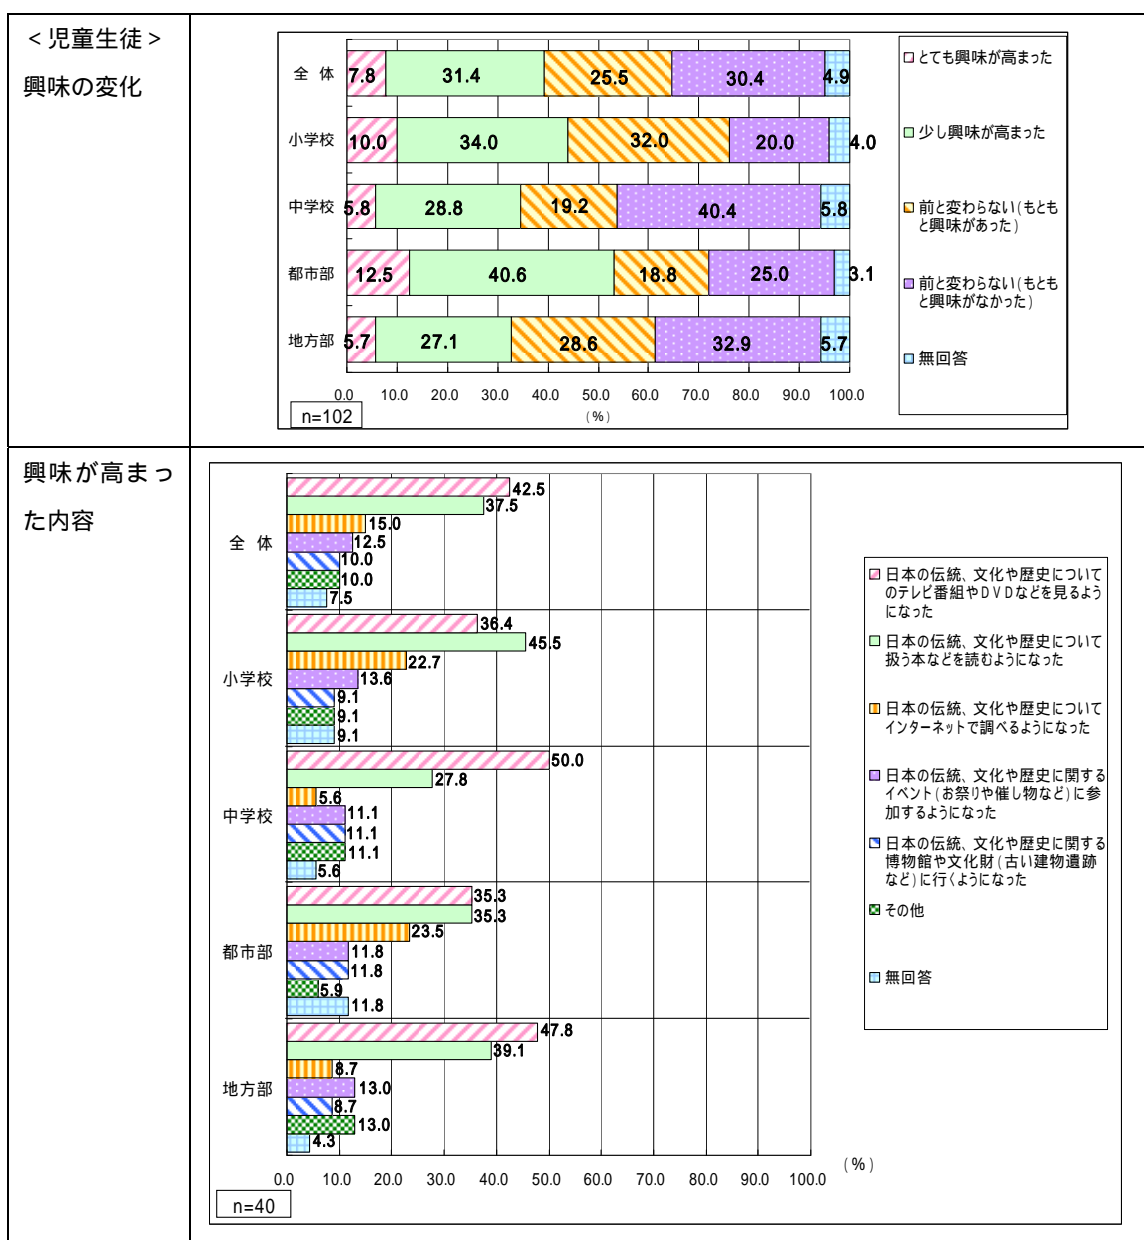 ＜児童生徒＞
興味の変化
全 体
7.8 31.4 25.5 30.4 4.9
小学校
10.0 34.0 32.0 20.0 4.0
中学校
5.8 28.8 19.2 40.4 5.8
都市部
12.5 40.6 18.8 25.0 3.1
地方部
5.7 27.1 28.6 32.9 5.7
0.0 10.0 20.0 30.0 40.0 50.0 60.0 70.0 80.0 90.0 100.0
(%)
n=102
とても興味が高まった
少し興味が高まった
前と変わらない(もとも
と興味があった)
前と変わらない(もとも
と興味がなかった)
無回答
興味が高まっ
た内容
全 体
42.5
37.5
15.0
12.5
10.0
10.0
7.5
小学校
36.4
45.5
22.7
13.6
9.1
9.1
9.1
中学校
50.0
27.8
5.6
11.1
11.1
11.1
5.6
都市部
35.3
35.3
23.5
11.8
11.8
5.9
11.8
地方部
47.8
39.1
8.7
13.0
8.7
13.0
4.3
0.0 10.0 20.0 30.0 40.0 50.0 60.0 70.0 80.0 90.0 100.0
(%)
n=40
日本の伝統、文化や歴史について
のテレビ番組やDVDなどを見るよう
になった
日本の伝統、文化や歴史について
扱う本などを読むようになった
日本の伝統、文化や歴史について
インターネットで調べるようになった
日本の伝統、文化や歴史に関する
イベント(お祭りや催し物など)に参
加するようになった
日本の伝統、文化や歴史に関する
博物館や文化財(古い建物遺跡
など)に行くようになった
その他
無回答